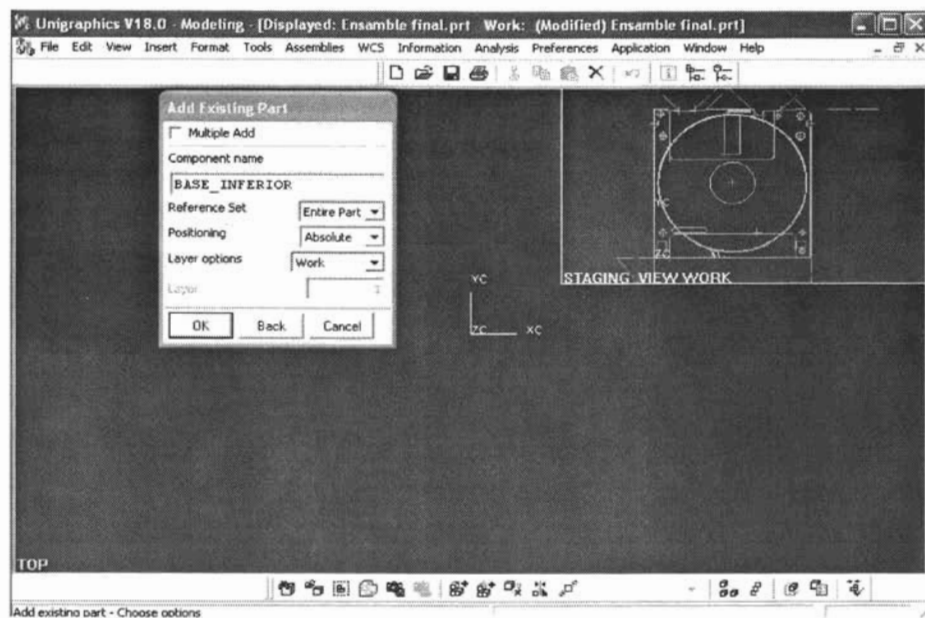 Unigraphics V18.0 - Modeling - [Displayed: Ensamble final.prt Work: (Modified) Ensamble final.prt]
File Edit View Insert Format Tools Assemblies WCS Information Analysis Preferences Application Window Help
Add Existing Part
Multiple Add
Component name
BASE_INFERIOR
Reference Set Entire Part
Positioning Absolute
Layer options Work
Layer 1
OK Back Cancel
YC
ZC XC
YC
ZC
STAGING VIEW WORK
TOP
Add existing part - Choose options